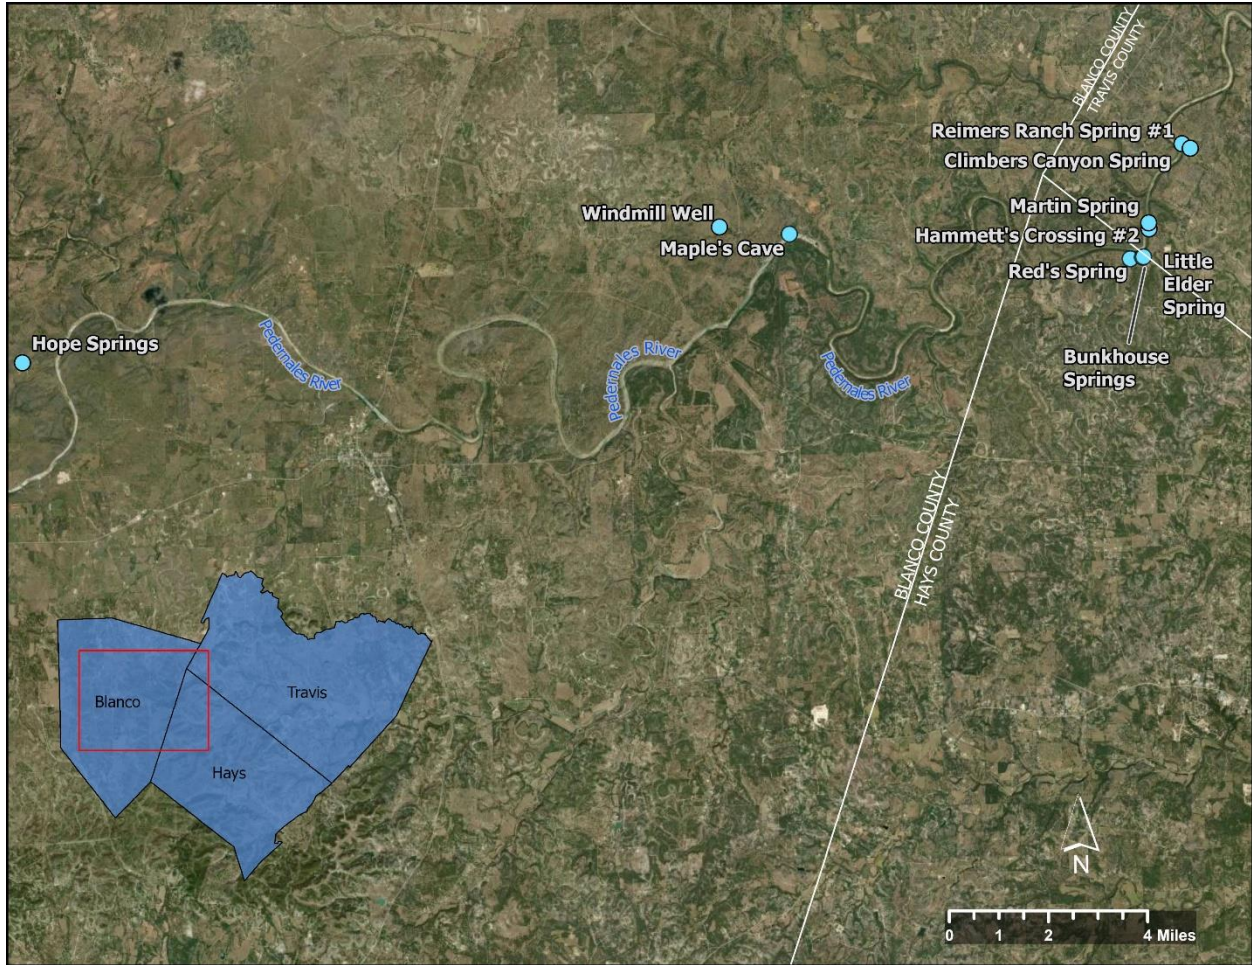 BLANCO COUNTY
TRAVIS COUNTY
Reimers Ranch Spring #1
Climbers Canyon Spring
Martin Spring
Hammett's Crossing #2
Red's Spring
Little
Elder
Spring
Bunkhouse
Springs
Windmill Well
Maple's Cave
Hope Springs
Pedernales River
Pedernales River
Pedernales River
BLANCO COUNTY
HAYS COUNTY
Blanco
Travis
Hays
N
0 1 2 4 Miles